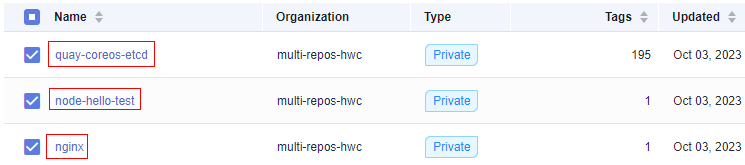 Name Organization Type Tags Updated
quay-coreos-etcd multi-repos-hwc Private 195 Oct 03, 2023
node-hello-test multi-repos-hwc Private 1 Oct 03, 2023
nginx multi-repos-hwc Private 1 Oct 03, 2023